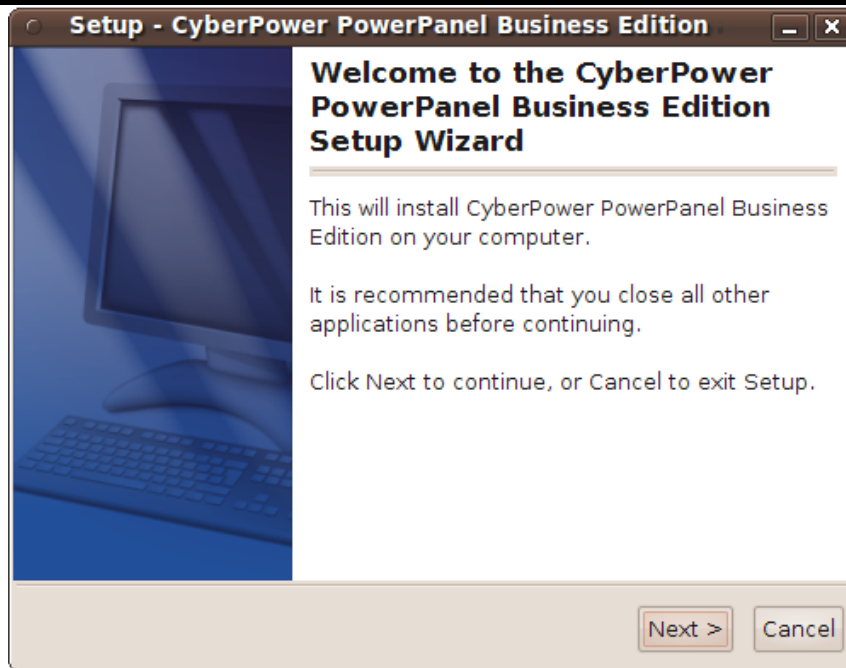 Setup - CyberPower PowerPanel Business Edition
Welcome to the CyberPower
PowerPanel Business Edition
Setup Wizard
This will install CyberPower PowerPanel Business
Edition on your computer.
It is recommended that you close all other
applications before continuing.
Click Next to continue, or Cancel to exit Setup.
Next >
Cancel